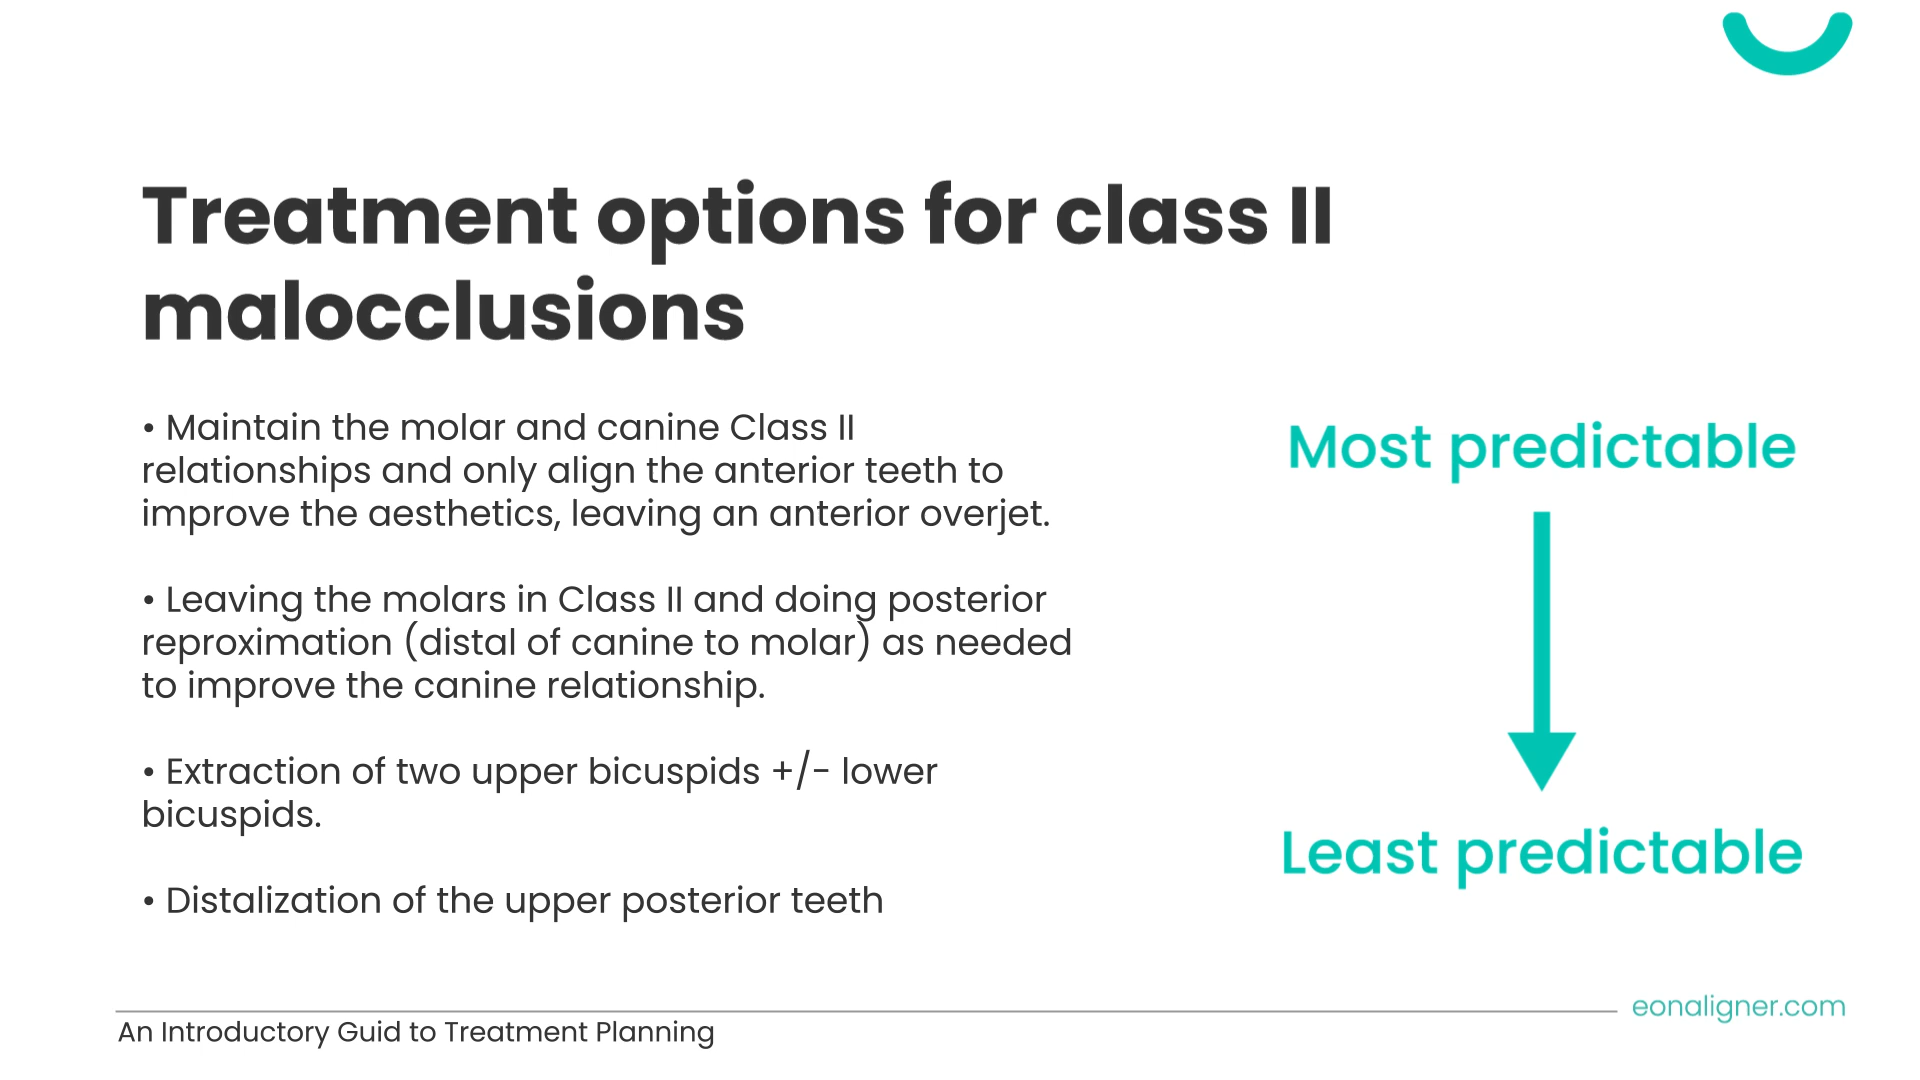 Treatment options for class II
malocclusions
• Maintain the molar and canine Class II
relationships and only align the anterior teeth to
improve the aesthetics, leaving an anterior overjet.
• Leaving the molars in Class II and doing posterior
reproximation (distal of canine to molar) as needed
to improve the canine relationship.
• Extraction of two upper bicuspids +/- lower
bicuspids.
• Distalization of the upper posterior teeth
Most predictable
Least predictable
eonaligner.com
An Introductory Guid to Treatment Planning